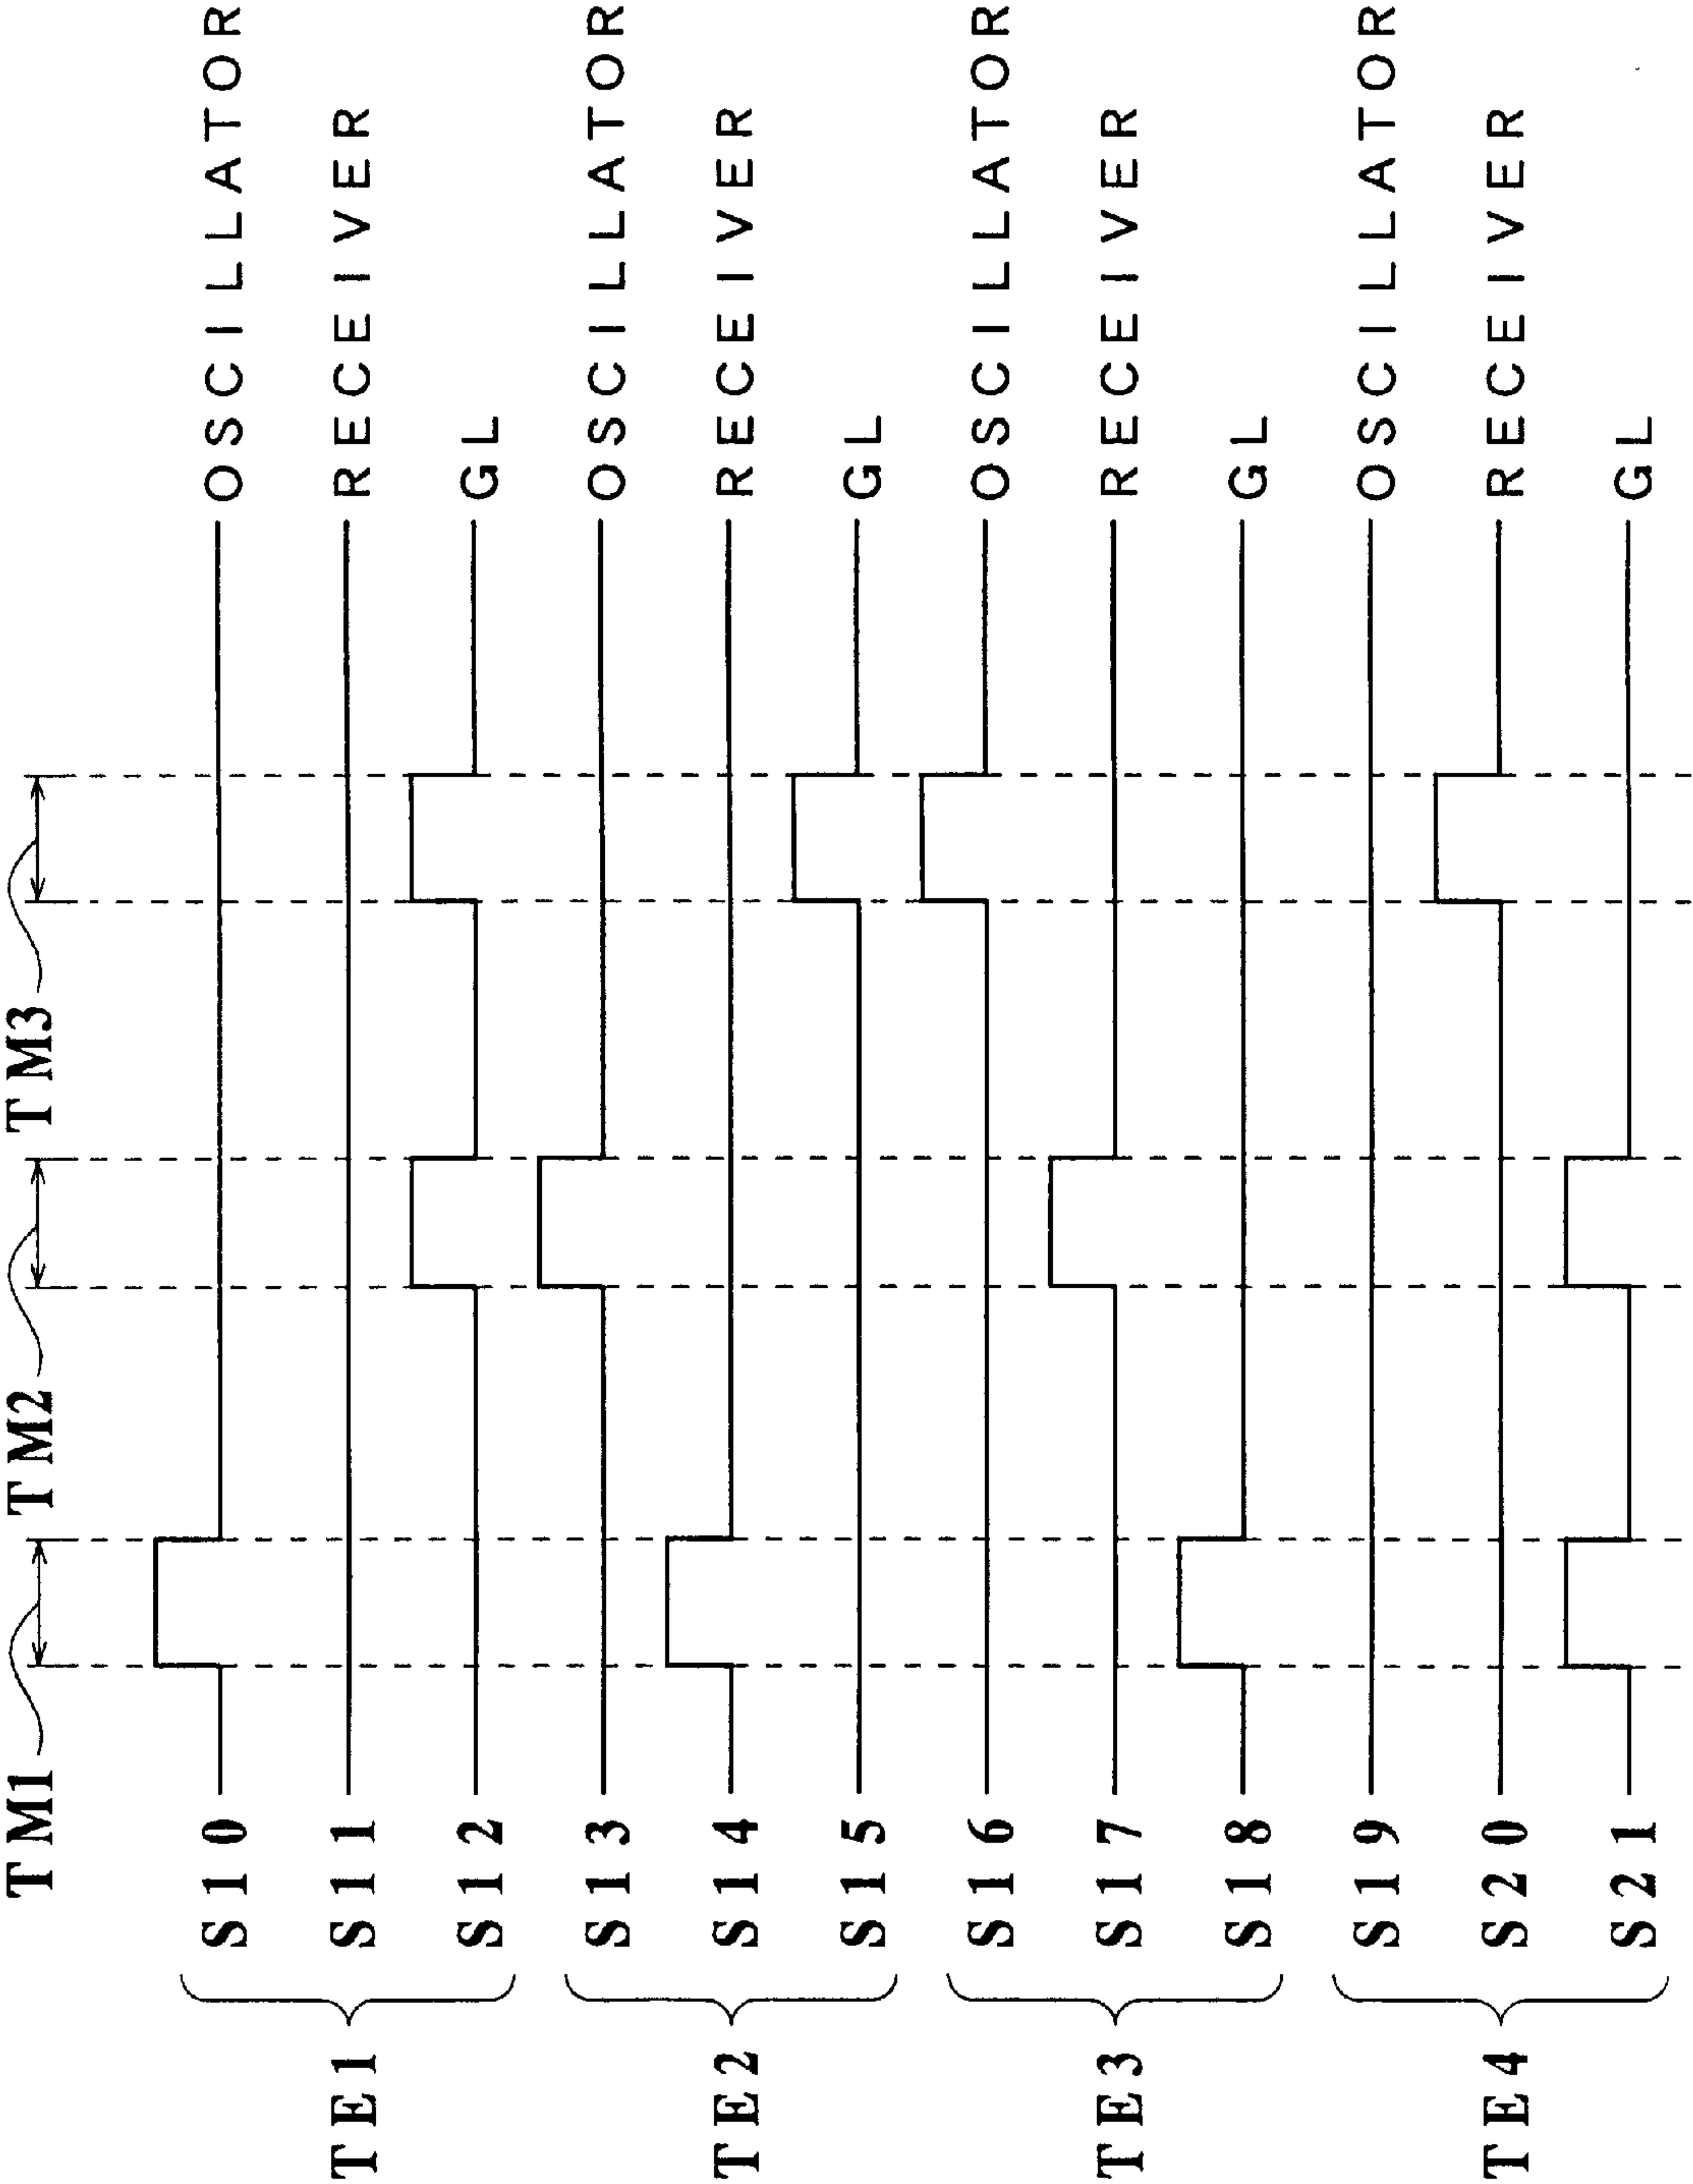 TM1
TM2
TM3
TE1
S10 OSCILLATOR
S11 RECEIVER
S12 GL
TE2
S13 OSCILLATOR
S14 RECEIVER
S15 GL
TE3
S16 OSCILLATOR
S17 RECEIVER
S18 GL
TE4
S19 OSCILLATOR
S20 RECEIVER
S21 GL